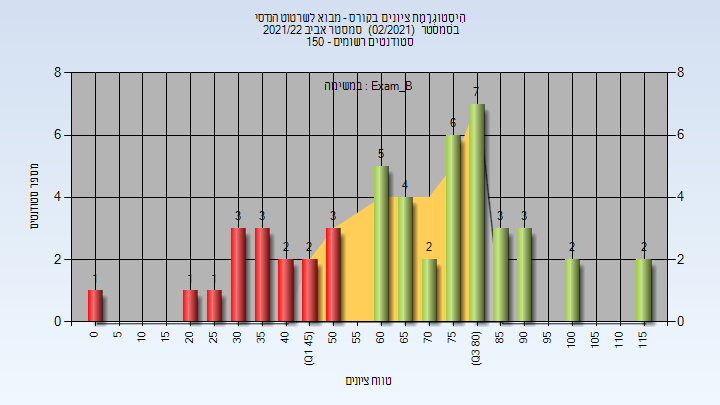 היסטוגרמת ציונים בקורס - מבוא לשרטוט הנדסי
בסמסטר (02/2021) סמסטר אביב 2021/22
סטודנטים רשומים - 150
במשימה : Exam_B
מספר סטודנטים
8 8
6 6
4 4
2 2
0 0
1 1 1 3 3 2 2 3 5 4 2 6 7 3 3 2 2
0 5 10 15 20 25 30 35 40 (Q1 45) 50 55 60 65 70 75 (Q3 80) 85 90 95 100 105 110 115
טווח ציונים